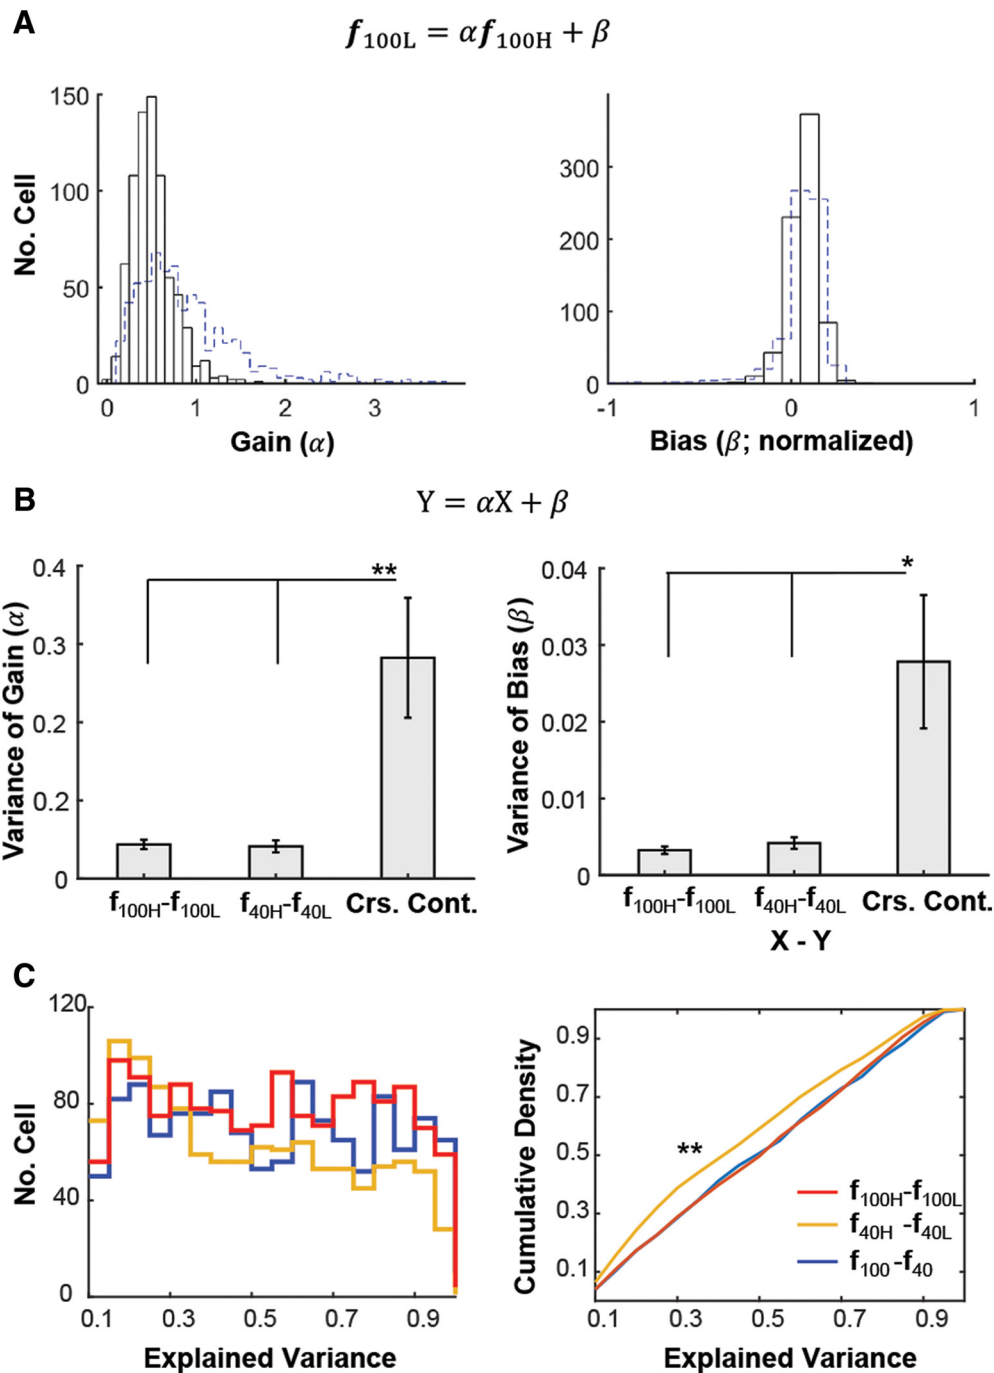 A
f100L = αf100H + β
150
100
50
0
No. Cell
0 1 2 3
Gain (α)
300
200
100
0
-1 0 1
Bias (β; normalized)
B
Y = αX + β
0.4
0.3
0.2
0.2
0
Variance of Gain (α)
**
f100H-f100L f40H-f40L Crs. Cont.
0.04
0.03
0.02
0.01
0
Variance of Bias (β)
*
f100H-f100L f40H-f40L Crs. Cont.
X - Y
C
120
80
40
0
No. Cell
0.1 0.3 0.5 0.7 0.9
Explained Variance
0.9
0.7
0.5
0.3
0.1
Cumulative Density
**
f100H-f100L
f40H -f40L
f100 -f40
0.1 0.3 0.5 0.7 0.9
Explained Variance